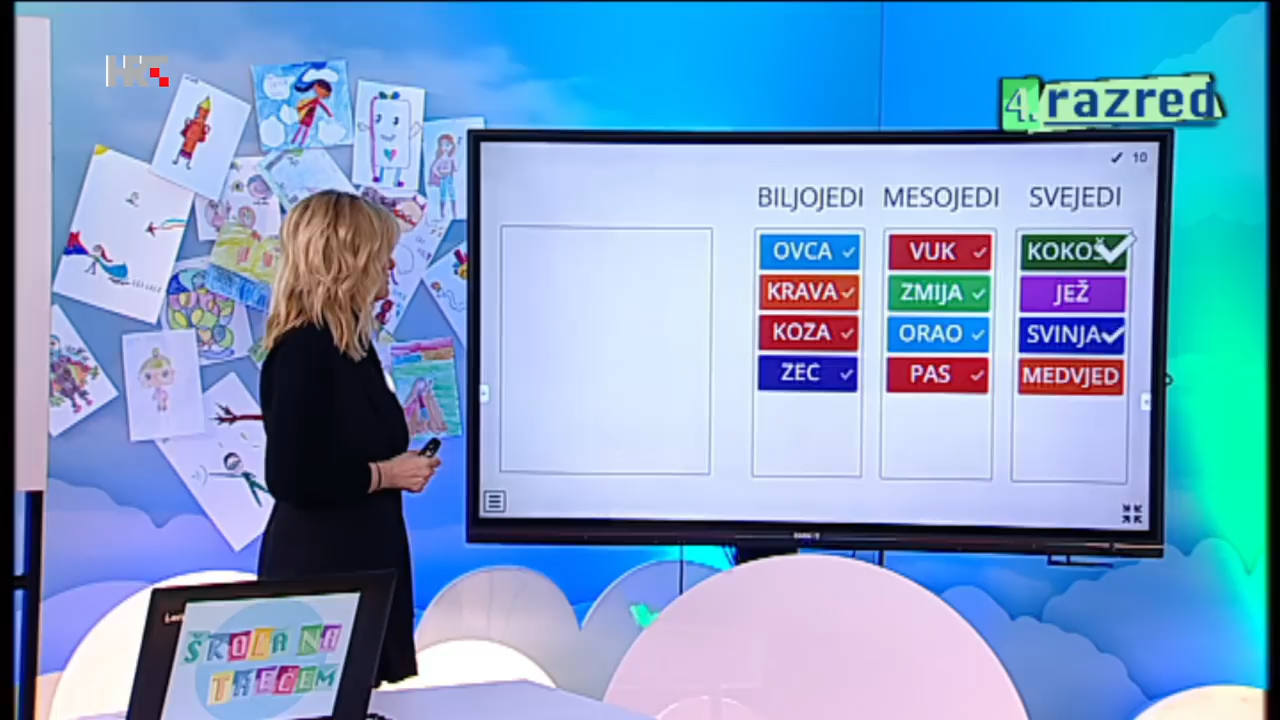 HRT
4. razred
10
BILJOJEDI MESOJEDI SVEJEDI
OVCA VUK KOKOŠ
KRAVA ZMIJA JEŽ
KOZA ORAO SVINJA
ZEC PAS MEDVJED
ŠKOLA NA
TREĆEM